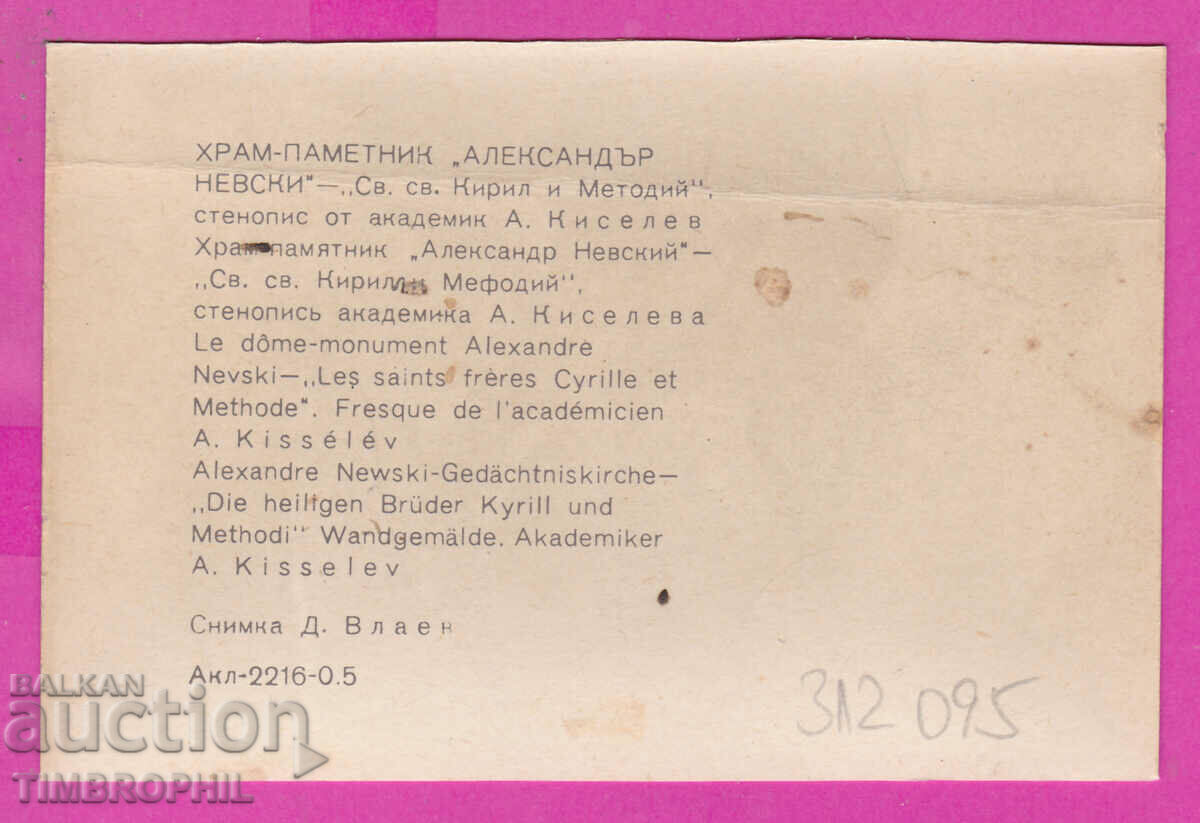 ХРАМ-ПАМЕТНИК „АЛЕКСАНДЪР
НЕВСКИ"—„Св. св. Кирил и Методий",
стенопис от академик А. Киселев
Храм-памятник „Александр Невский"—
„Св. св. Кирилл и Мефодий",
стенопись академика А. Киселева
Le dôme-monument Alexandre
Nevski—„Les saints frères Cyrille et
Methode". Fresque de l'académicien
A. Kissélév
Alexandre Newski-Gedächtniskirche—
„Die heiligen Brüder Kyrill und
Methodi" Wandgemälde. Akademiker
A. Kisselev
Снимка Д. Влаев
Акл-2216-0.5
312 095
BALKAN
auction
TIMBROPHIL